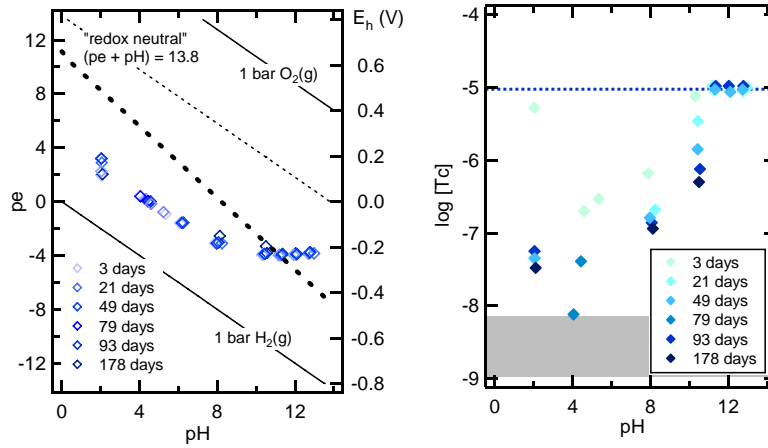 12
8
4
0
-4
-8
-12
pe
"redox neutral"
(pe + pH) = 13.8
1 bar O₂(g)
1 bar H₂(g)
3 days
21 days
49 days
79 days
93 days
178 days
0 4 8 12
pH
E_h (V)
0.6
0.4
0.2
0.0
-0.2
-0.4
-0.6
-0.8
-4
-5
-6
-7
-8
-9
log [Tc]
3 days
21 days
49 days
79 days
93 days
178 days
0 4 8 12
pH